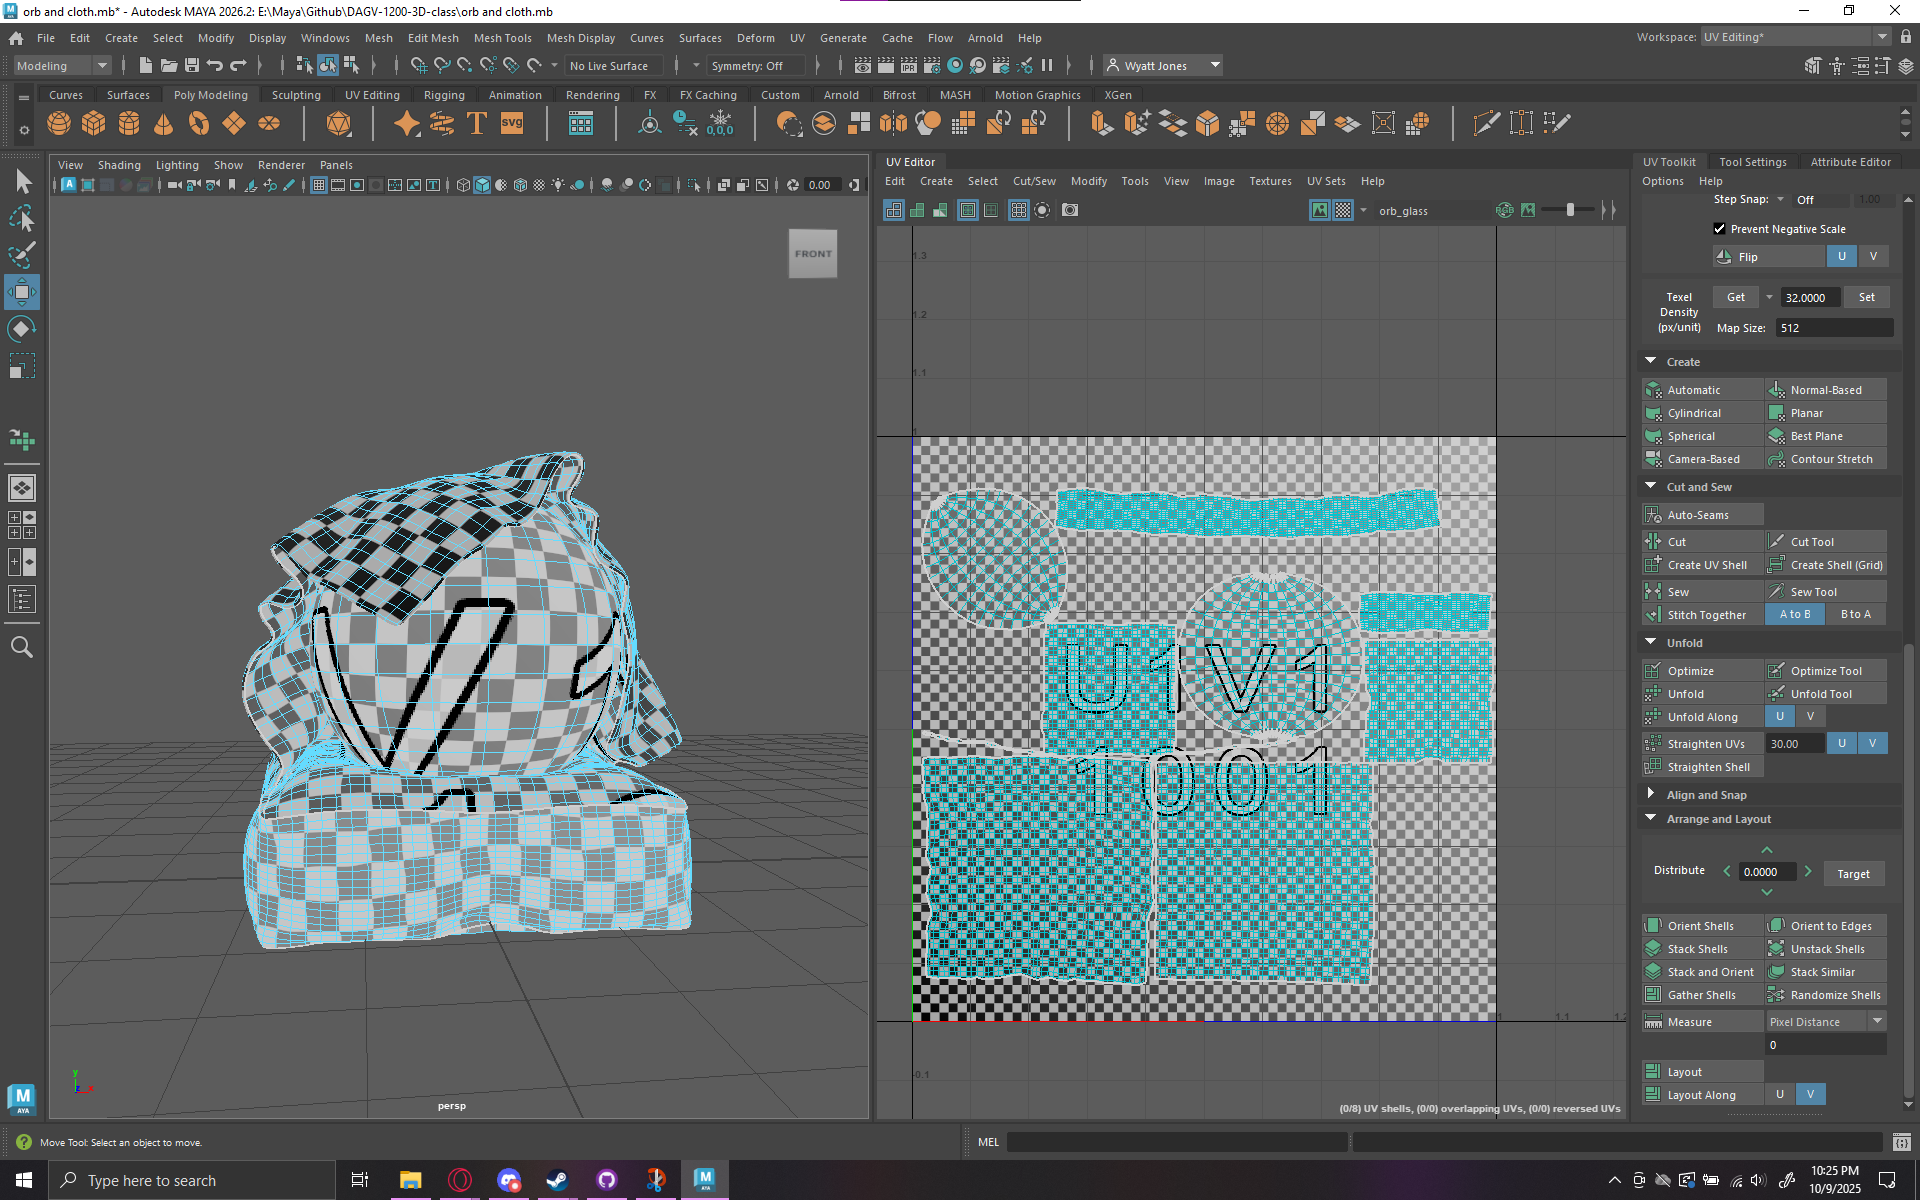 orb and cloth.mb* - Autodesk MAYA 2026.2: E:\Maya\Github\DAGV-1200-3D-class\orb and cloth.mb
File Edit Create Select Modify Display Windows Mesh Edit Mesh Mesh Tools Mesh Display Curves Surfaces Deform UV Generate Cache Flow Arnold Help
Workspace: UV Editing*
Modeling
No Live Surface
Symmetry: Off
Wyatt Jones
Curves Surfaces Poly Modeling Sculpting UV Editing Rigging Animation Rendering FX FX Caching Custom Arnold Bifrost MASH Motion Graphics XGen
SVG
0,0,0
IPR
View Shading Lighting Show Renderer Panels
0.00
FRONT
persp
UV Editor
Edit Create Select Cut/Sew Modify Tools View Image Textures UV Sets Help
orb_glass
RGB
1.3
1.2
1.1
1
U1V1
1001
1 1.1 1.2
-0.1
(0/8) UV shells, (0/0) overlapping UVs, (0/0) reversed UVs
UV Toolkit Tool Settings Attribute Editor
Options Help
Step Snap: Off 1.00
Prevent Negative Scale
Flip U V
Texel Density (px/unit) Get 32.0000 Set
Map Size: 512
Create
Automatic Normal-Based
Cylindrical Planar
Spherical Best Plane
Camera-Based Contour Stretch
Cut and Sew
Auto-Seams
Cut Cut Tool
Create UV Shell Create Shell (Grid)
Sew Sew Tool
Stitch Together A to B B to A
Unfold
Optimize Optimize Tool
Unfold Unfold Tool
Unfold Along U V
Straighten UVs 30.00 U V
Straighten Shell
Align and Snap
Arrange and Layout
Distribute 0.0000 Target
Orient Shells Orient to Edges
Stack Shells Unstack Shells
Stack and Orient Stack Similar
Gather Shells Randomize Shells
Measure Pixel Distance
0
Layout
Layout Along U V
Move Tool: Select an object to move.
MEL
Type here to search
10:25 PM
10/9/2025